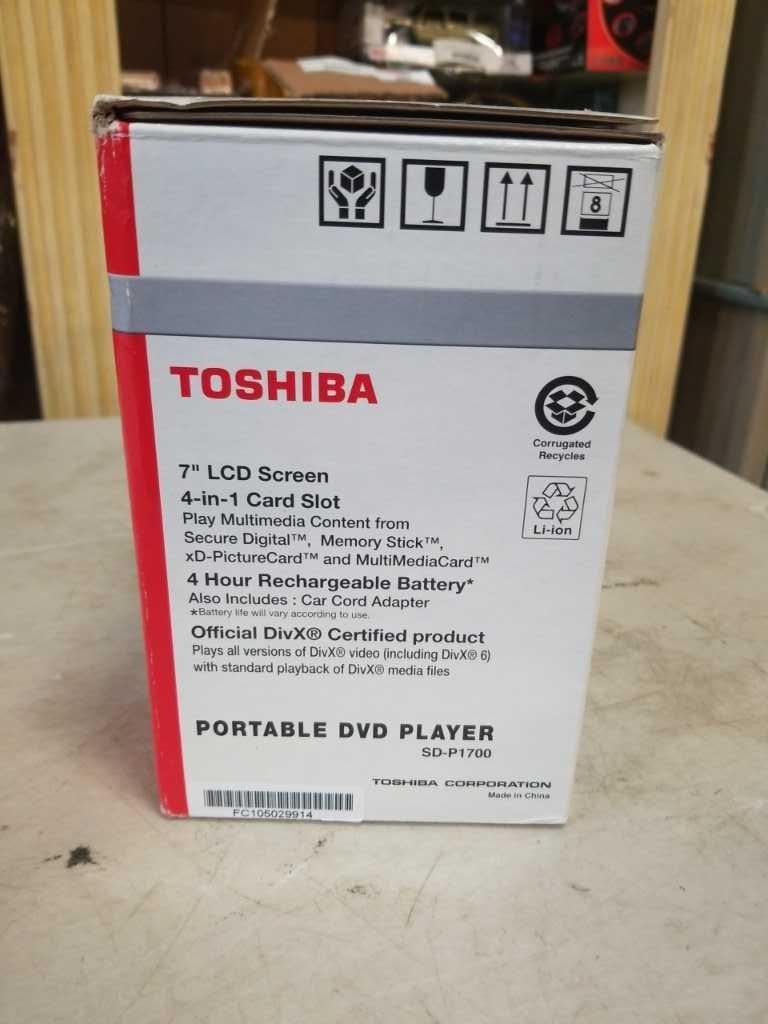 8
TOSHIBA
Corrugated
Recycles
7" LCD Screen
4-in-1 Card Slot
Play Multimedia Content from
Secure Digital™, Memory Stick™,
xD-PictureCard™ and MultiMediaCard™
Li-ion
4 Hour Rechargeable Battery*
Also Includes : Car Cord Adapter
*Battery life will vary according to use.
Official DivX® Certified product
Plays all versions of DivX® video (including DivX® 6)
with standard playback of DivX® media files
PORTABLE DVD PLAYER
SD-P1700
TOSHIBA CORPORATION
Made in China
FC105029914